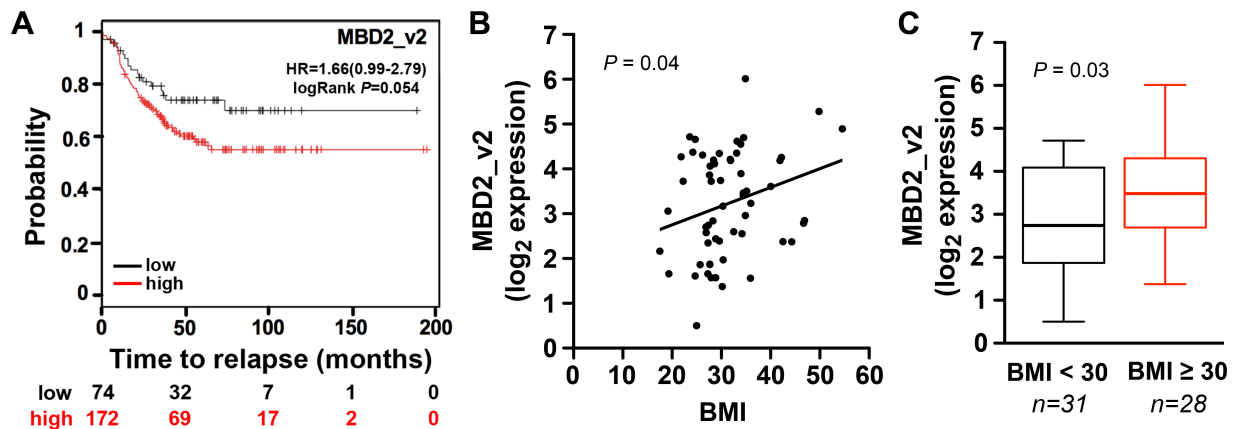 A
MBD2_v2
HR=1.66(0.99-2.79)
logRank P=0.054
Probability
1
0.8
0.6
0.4
0.2
0
low
high
0 50 100 150 200
Time to relapse (months)
low 74 32 7 1 0
high 172 69 17 2 0
B
MBD2_v2
(log2 expression)
P = 0.04
7
6
5
4
3
2
1
0
0 10 20 30 40 50 60
BMI
C
MBD2_v2
(log2 expression)
P = 0.03
7
6
5
4
3
2
1
0
BMI < 30 BMI ≥ 30
n=31 n=28